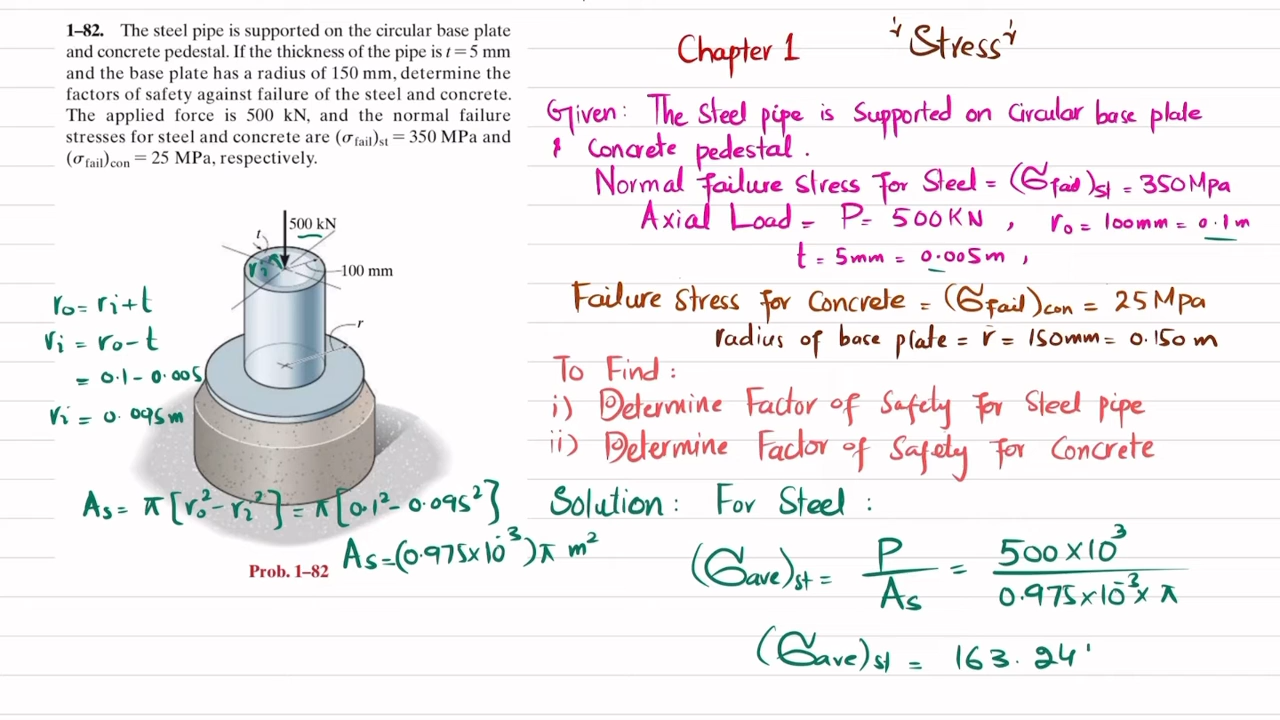 1–82. The steel pipe is supported on the circular base plate
and concrete pedestal. If the thickness of the pipe is t = 5 mm
and the base plate has a radius of 150 mm, determine the
factors of safety against failure of the steel and concrete.
The applied force is 500 kN, and the normal failure
stresses for steel and concrete are (σfail)st = 350 MPa and
(σfail)con = 25 MPa, respectively.
500 kN
t
ri
100 mm
r
ro = ri+t
ri = ro-t
= 0.1-0.005
ri = 0.095m
As = π[ro²-ri²] = π[0.1²-0.095²]
As=(0.975x10⁻³)π m²
Prob. 1–82
Chapter 1 "Stress"
Given: The Steel pipe is Supported on Circular base plate
& Concrete pedestal.
Normal failure stress for Steel = (σfail)st = 350Mpa
Axial Load = P= 500KN , ro = 100mm = 0.1m
t = 5mm = 0.005m ,
Failure Stress for Concrete = (σfail)con = 25Mpa
radius of base plate = r = 150mm= 0.150 m
To Find :
i) Determine Factor of Safety for Steel pipe
ii) Determine Factor of Safety for Concrete
Solution: For Steel :
(σave)st = P/As = 500x10³/0.975x10⁻³x π
(σave)st = 163.24